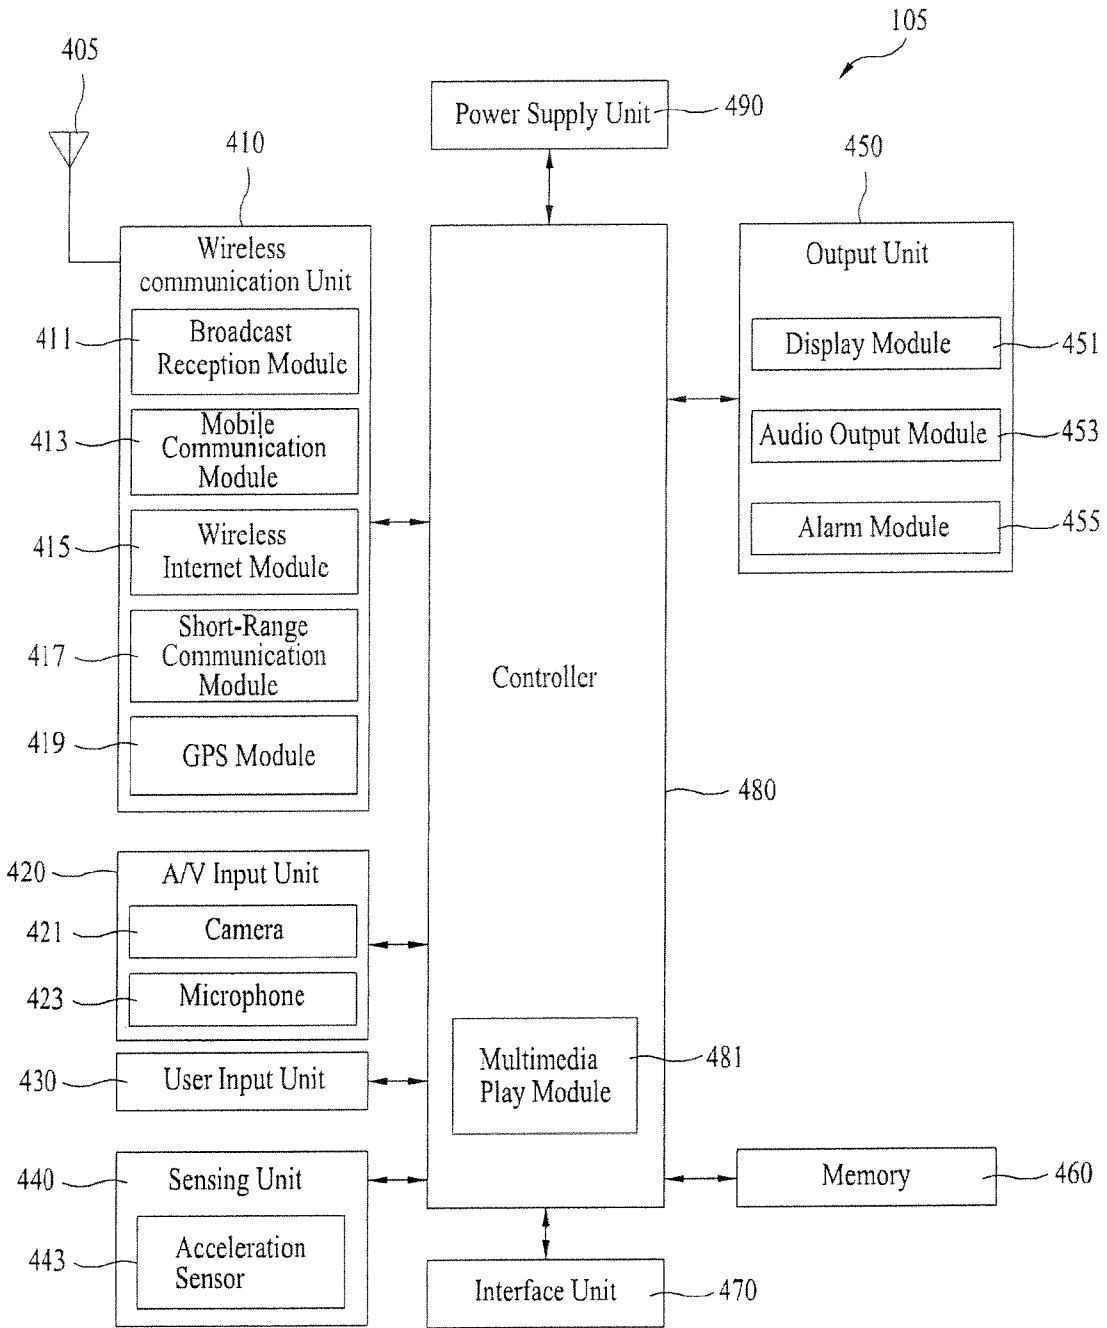 105
405
Power Supply Unit
490
410
450
Wireless
communication Unit
Output Unit
411
Broadcast
Reception Module
Display Module
451
413
Mobile
Communication
Module
Audio Output Module
453
415
Wireless
Internet Module
Alarm Module
455
417
Short-Range
Communication
Module
Controller
419
GPS Module
480
420
A/V Input Unit
421
Camera
423
Microphone
Multimedia
Play Module
481
430
User Input Unit
440
Sensing Unit
Memory
460
443
Acceleration
Sensor
Interface Unit
470